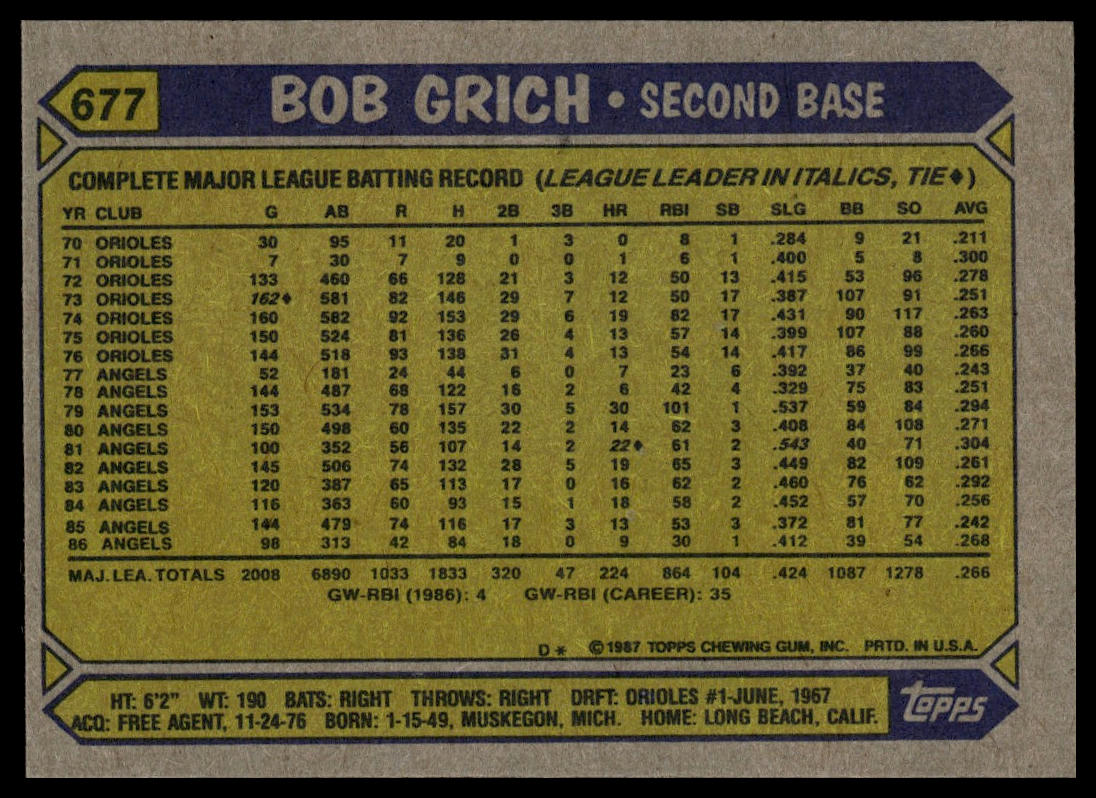 677 BOB GRICH • SECOND BASE
COMPLETE MAJOR LEAGUE BATTING RECORD (LEAGUE LEADER IN ITALICS, TIE♦)
YR CLUB G AB R H 2B 3B HR RBI SB SLG BB SO AVG
70 ORIOLES 30 95 11 20 1 3 0 8 1 .284 9 21 .211
71 ORIOLES 7 30 7 9 0 0 1 6 1 .400 5 8 .300
72 ORIOLES 133 460 66 128 21 3 12 50 13 .415 53 96 .278
73 ORIOLES 162♦ 581 82 146 29 7 12 50 17 .387 107 91 .251
74 ORIOLES 160 582 92 153 29 6 19 82 17 .431 90 117 .263
75 ORIOLES 150 524 81 136 26 4 13 57 14 .399 107 88 .260
76 ORIOLES 144 518 93 138 31 4 13 54 14 .417 86 99 .266
77 ANGELS 52 181 24 44 6 0 7 23 6 .392 37 40 .243
78 ANGELS 144 487 68 122 16 2 6 42 4 .329 75 83 .251
79 ANGELS 153 534 78 157 30 5 30 101 1 .537 59 84 .294
80 ANGELS 150 498 60 135 22 2 14 62 3 .408 84 108 .271
81 ANGELS 100 352 56 107 14 2 22♦ 61 2 .543 40 71 .304
82 ANGELS 145 506 74 132 28 5 19 65 3 .449 82 109 .261
83 ANGELS 120 387 65 113 17 0 16 62 2 .460 76 62 .292
84 ANGELS 116 363 60 93 15 1 18 58 2 .452 57 70 .256
85 ANGELS 144 479 74 116 17 3 13 53 3 .372 81 77 .242
86 ANGELS 98 313 42 84 18 0 9 30 1 .412 39 54 .268
MAJ. LEA. TOTALS 2008 6890 1033 1833 320 47 224 864 104 .424 1087 1278 .266
GW-RBI (1986): 4 GW-RBI (CAREER): 35
D* ©1987 TOPPS CHEWING GUM, INC. PRTD. IN U.S.A.
HT: 6'2" WT: 190 BATS: RIGHT THROWS: RIGHT DRFT: ORIOLES #1-JUNE, 1967
ACQ: FREE AGENT, 11-24-76 BORN: 1-15-49, MUSKEGON, MICH. HOME: LONG BEACH, CALIF.
topps